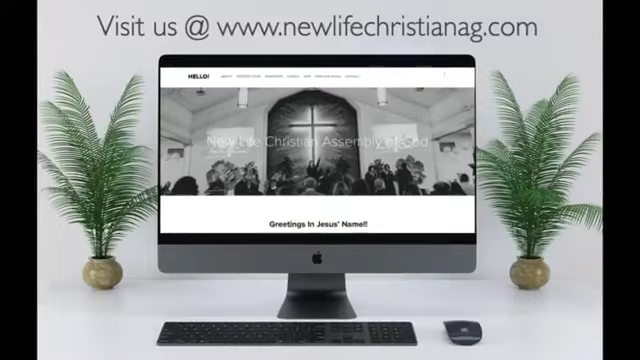 Visit us @ www.newlifechristianag.com
HELLO!
New Life Christian Assembly of God
Greetings In Jesus' Name!!